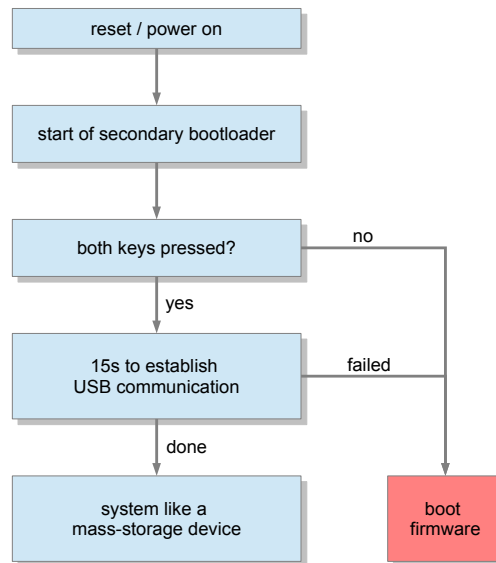 reset / power on
start of secondary bootloader
both keys pressed?
no
yes
15s to establish
USB communication
failed
done
system like a
mass-storage device
boot
firmware